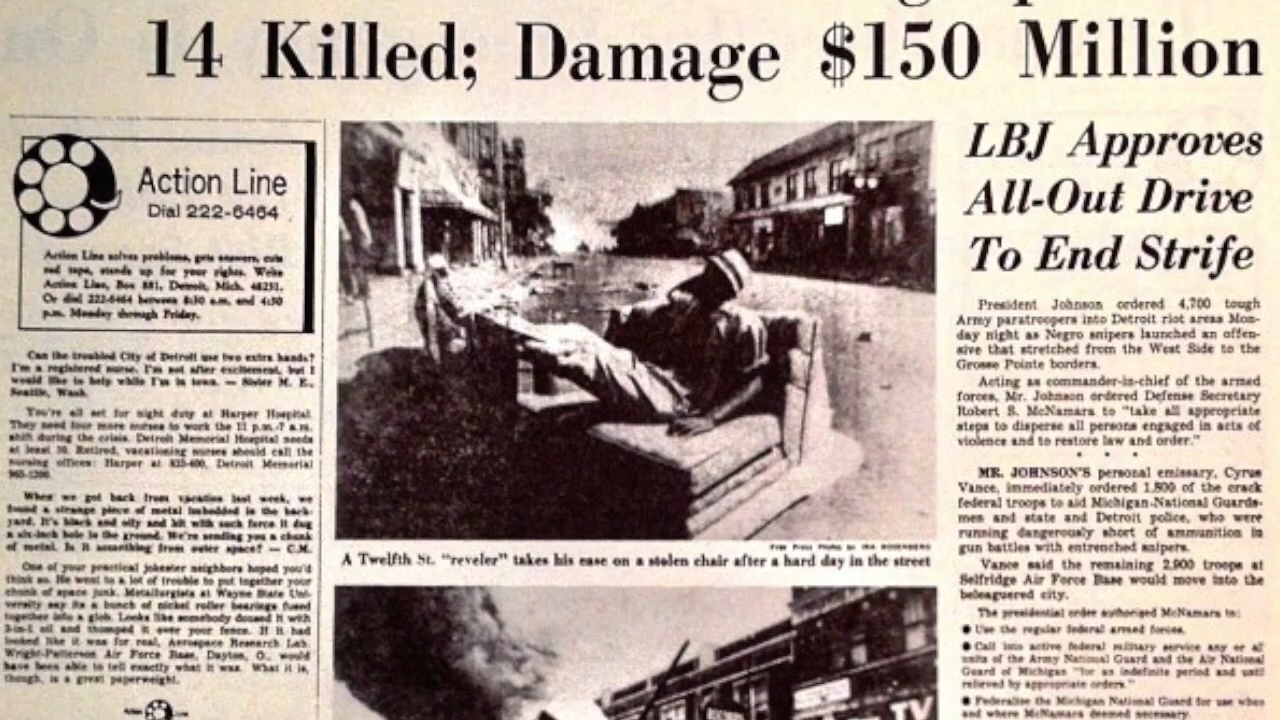 14 Killed; Damage $150 Million
Action Line
Dial 222-6464
Action Line solves problems, gets answers, cuts
red tape, stands up for your rights. Write
Action Line, Box 881, Detroit, Mich. 48231.
Or dial 222-6464 between 8:30 a.m. and 4:30
p.m. Monday through Friday.
Can the troubled City of Detroit use two extra hands?
I'm a registered nurse. I'm not after excitement, but I
would like to help while I'm in town. — Sister M. E.,
Seattle, Wash.
You're all set for night duty at Harper Hospital.
They need four more nurses to work the 11 p.m.-7 a.m.
shift during the crisis. Detroit Memorial Hospital needs
at least 10. Retired, vacationing nurses should call the
nursing offices: Harper at Detroit Memorial
When we got back from vacation last week, we
found a strange piece of metal imbedded in the back-
yard. It's black and oily and hit with such force it dug
a six-inch hole in the ground. We're sending you a chunk
of metal. Is it something from outer space? — C.M.
One of your practical jokester neighbors hoped you'd
think so. He went to a lot of trouble to put together your
chunk of space junk. Metallurgists at Wayne State Uni-
versity say its a bunch of nickel roller bearings fused
together into a glob. Looks like somebody doused it with
3-in-1 oil and thumped it over your fence. If it had
looked like it was for real, Aerospace Research Lab.
Wright-Patterson Air Force Base, Dayton, O., would
have been able to tell exactly what it was. What it is,
though, is a great paperweight.
Action Line
Free Press Photo by IRA ROSENBERG
A Twelfth St. "reveler" takes his ease on a stolen chair after a hard day in the street
TV
LBJ Approves
All-Out Drive
To End Strife
President Johnson ordered 4,700 tough
Army paratroopers into Detroit riot areas Mon-
day night as Negro snipers launched an offen-
sive that stretched from the West Side to the
Grosse Pointe borders.
Acting as commander-in-chief of the armed
forces, Mr. Johnson ordered Defense Secretary
Robert S. McNamara to "take all appropriate
steps to disperse all persons engaged in acts of
violence and to restore law and order."
• • •
MR. JOHNSON'S personal emissary, Cyrus
Vance, immediately ordered 1,800 of the crack
federal troops to aid Michigan National Guards-
men and state and Detroit police, who were
running dangerously short of ammunition in
gun battles with entrenched snipers.
Vance said the remaining 2,900 troops at
Selfridge Air Force Base would move into the
beleaguered city.
The presidential order authorized McNamara to:
● Use the regular federal armed forces.
● Call into active federal military service any or all
units of the Army National Guard and the Air National
Guard of Michigan "for an indefinite period and until
relieved by appropriate orders."
● Federalize the Michigan National Guard for use when
and where McNamara deemed necessary.